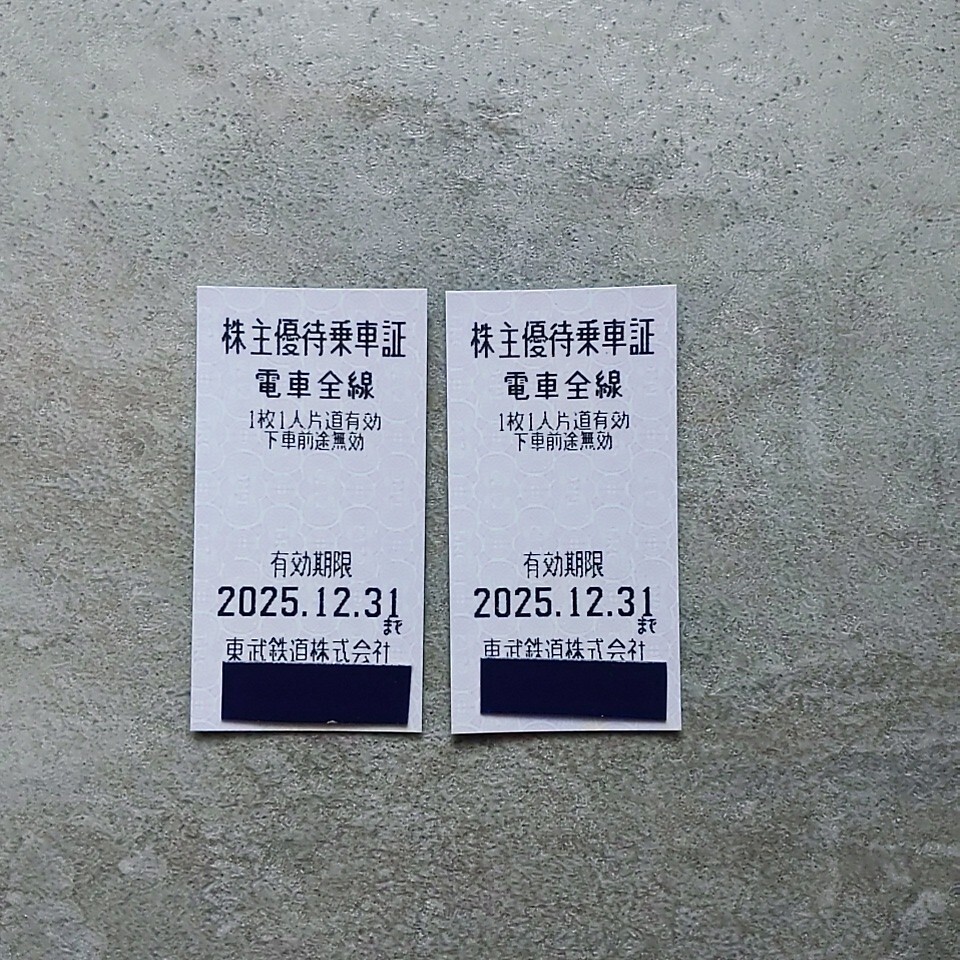 株主優待乗車証
電車全線
1枚1人片道有効
下車前途無効
有効期限
2025.12.31
まで
東武鉄道株式会社
株主優待乗車証
電車全線
1枚1人片道有効
下車前途無効
有効期限
2025.12.31
まで
東武鉄道株式会社